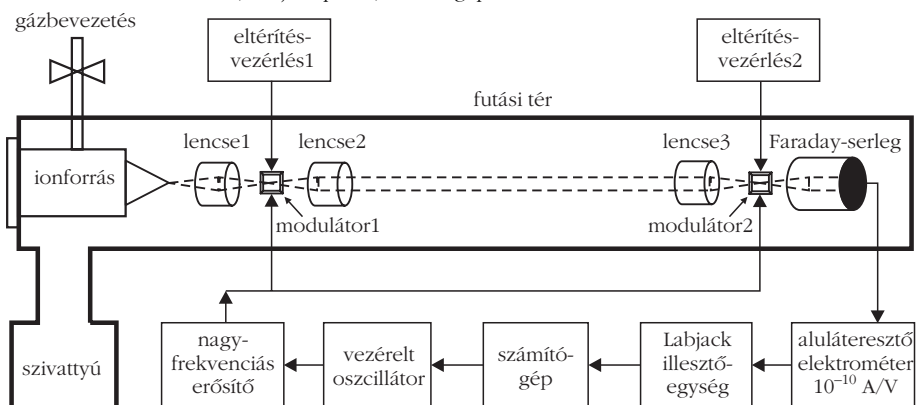 gázbevezetés
eltérítés-
vezérlés1
eltérítés-
vezérlés2
futási tér
lencse1
lencse2
lencse3
Faraday-serleg
ionforrás
modulátor1
modulátor2
szivattyú
nagy-
frekvenciás
erősítő
vezérelt
oszcillátor
számító-
gép
Labjack
illesztő-
egység
aluláteresztő
elektrométer
10⁻¹⁰ A/V